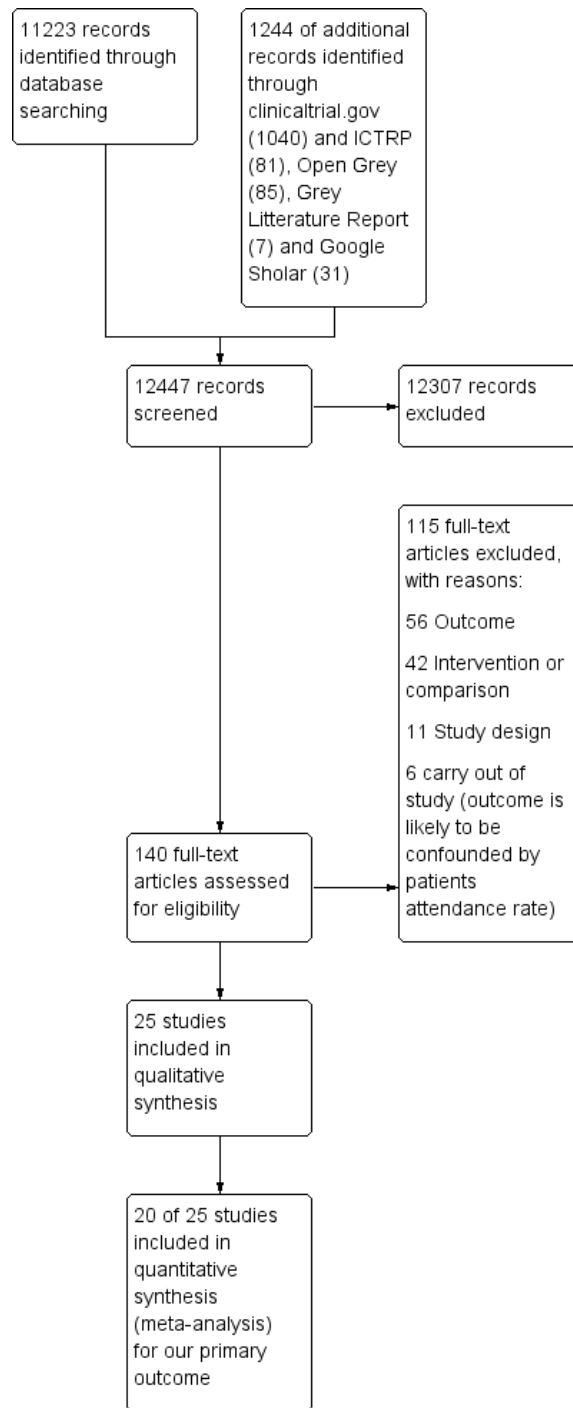 11223 records
identified through
database
searching
1244 of additional
records identified
through
clinicaltrial.gov
(1040) and ICTRP
(81), Open Grey
(85), Grey
Litterature Report
(7) and Google
Sholar (31)
12447 records
screened
12307 records
excluded
115 full-text
articles excluded,
with reasons:
56 Outcome
42 Intervention or
comparison
11 Study design
6 carry out of
study (outcome is
likely to be
confounded by
patients
attendance rate)
140 full-text
articles assessed
for eligibility
25 studies
included in
qualitative
synthesis
20 of 25 studies
included in
quantitative
synthesis
(meta-analysis)
for our primary
outcome